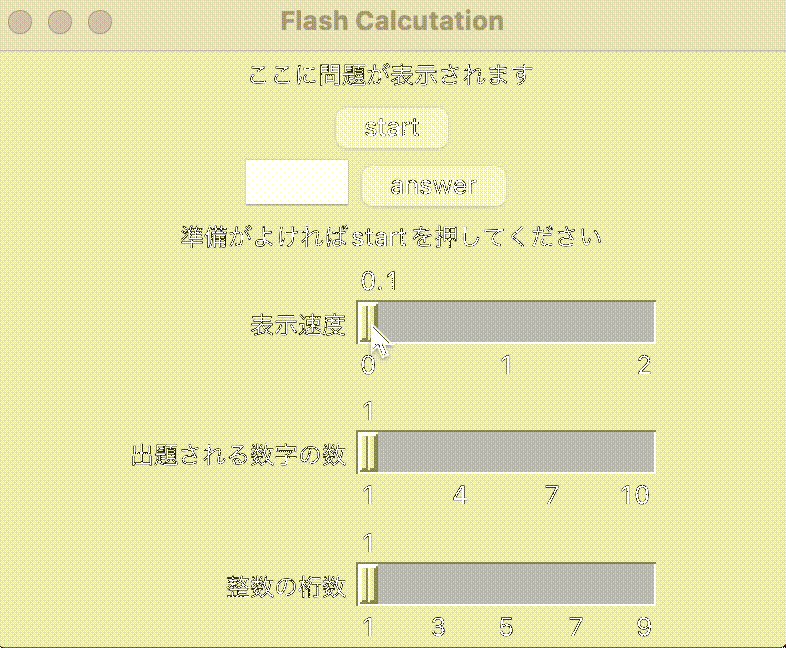 Flash Calcutation
ここに問題が表示されます
start
answer
準備がよければstartを押してください
0.1
表示速度
0 1 2
1
出題される数字の数
1 4 7 10
1
整数の桁数
1 3 5 7 9